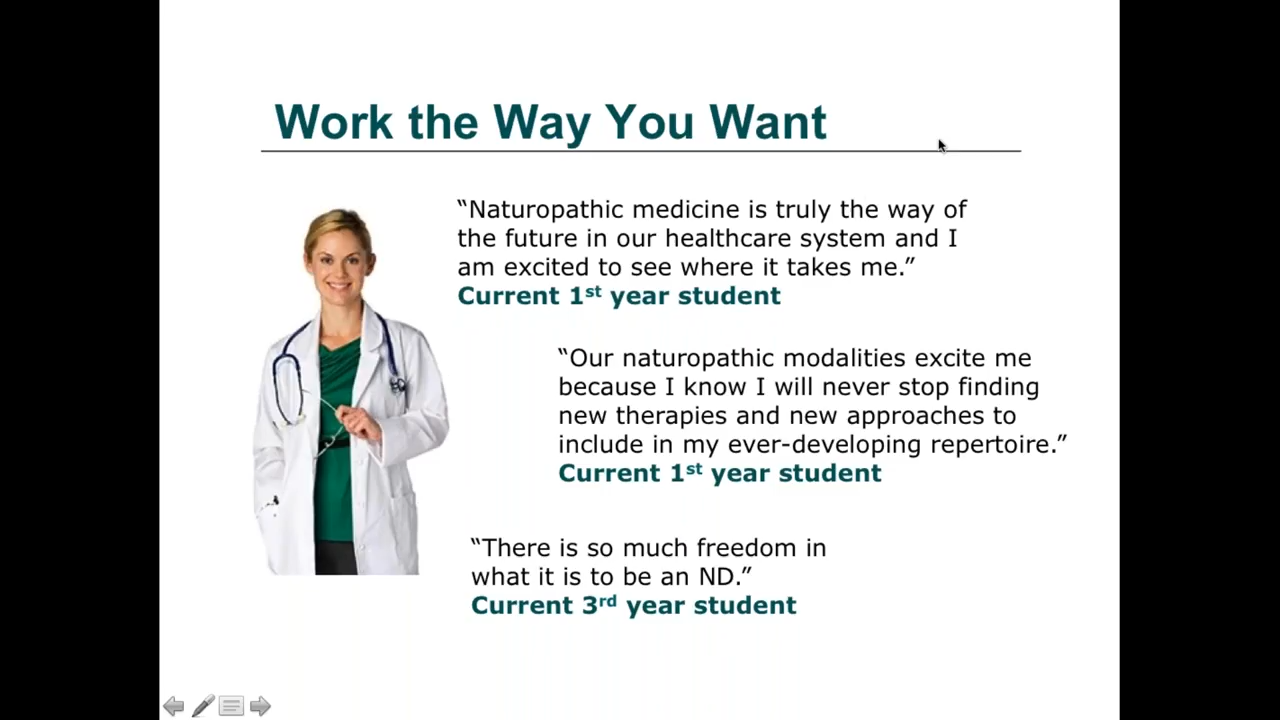 Work the Way You Want
“Naturopathic medicine is truly the way of
the future in our healthcare system and I
am excited to see where it takes me.”
Current 1st year student
“Our naturopathic modalities excite me
because I know I will never stop finding
new therapies and new approaches to
include in my ever-developing repertoire.”
Current 1st year student
“There is so much freedom in
what it is to be an ND.”
Current 3rd year student